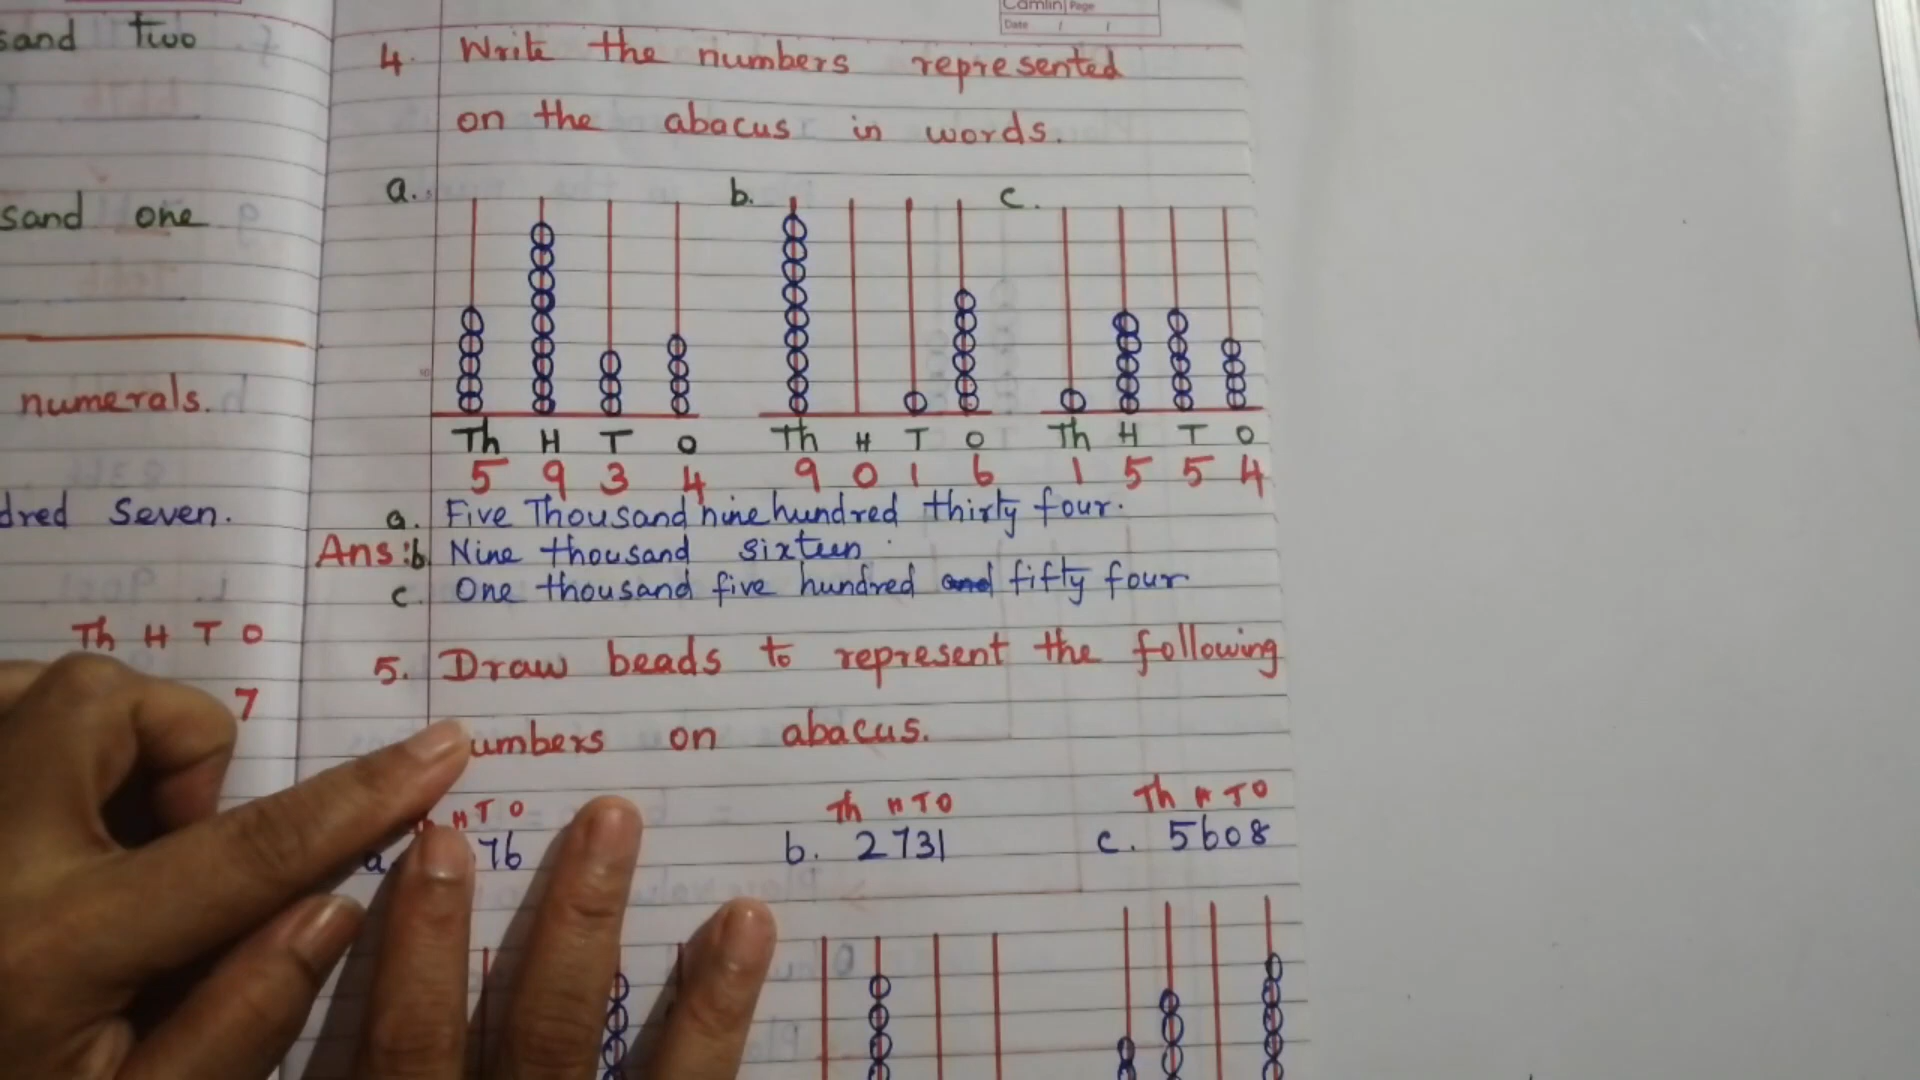 sand two
sand one
numerals.
dred seven.
Th H T O
7
Camlin Page
Date / /
4. Write the numbers represented
on the abacus in words.
a. b. c.
Th H T O Th H T O Th H T O
5 9 3 4 9 0 1 6 1 5 5 4
a. Five Thousand nine hundred thirty four.
Ans: b Nine thousand sixteen.
c. One thousand five hundred and fifty four
5. Draw beads to represent the following
umbers on abacus.
H T O Th H T O Th H T O
a. 76 b. 2731 c. 5608